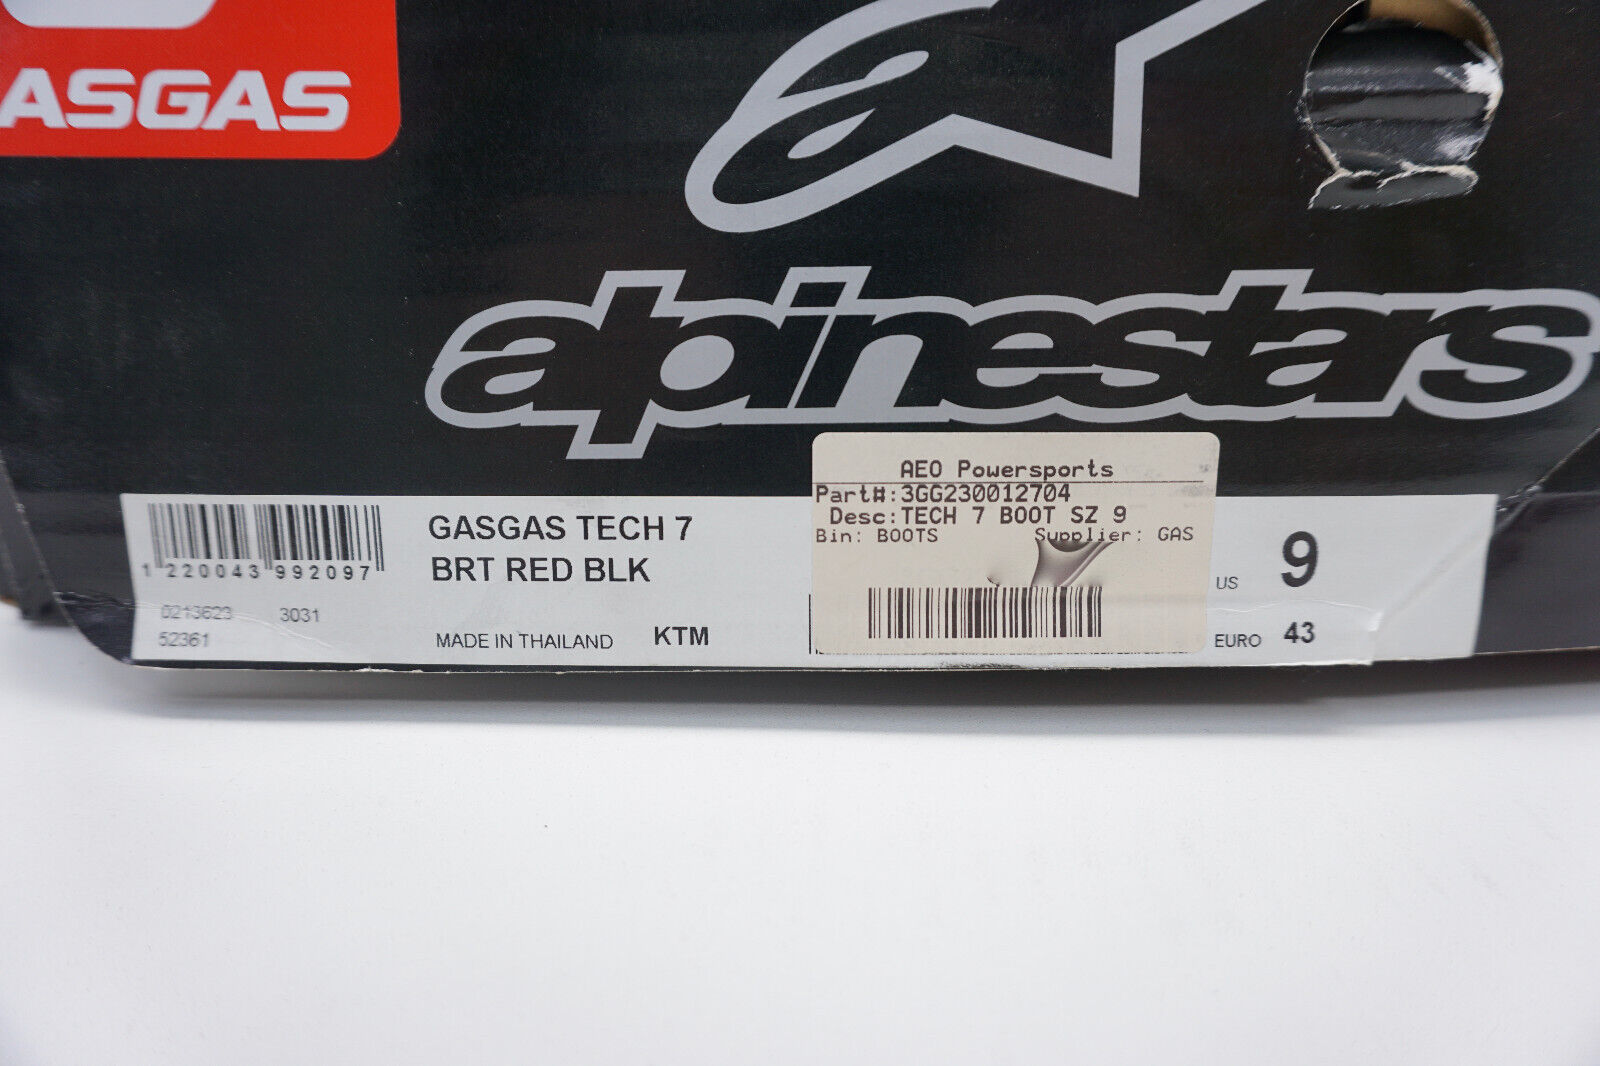 ASGAS
alpinestars
AEO Powersports
Part#:3GG230012704
Desc:TECH 7 BOOT SZ 9
Bin: BOOTS Supplier: GAS
1 220043 992097
GASGAS TECH 7
BRT RED BLK
US 9
0213623 3031
52361
MADE IN THAILAND KTM
EURO 43